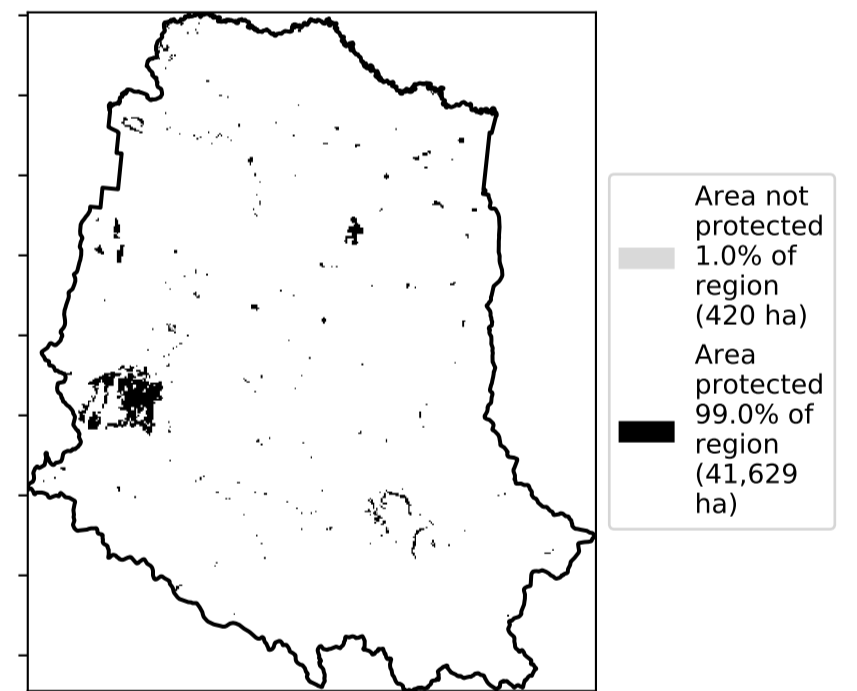 Area not
protected
1.0% of
region
(420 ha)
Area
protected
99.0% of
region
(41,629
ha)